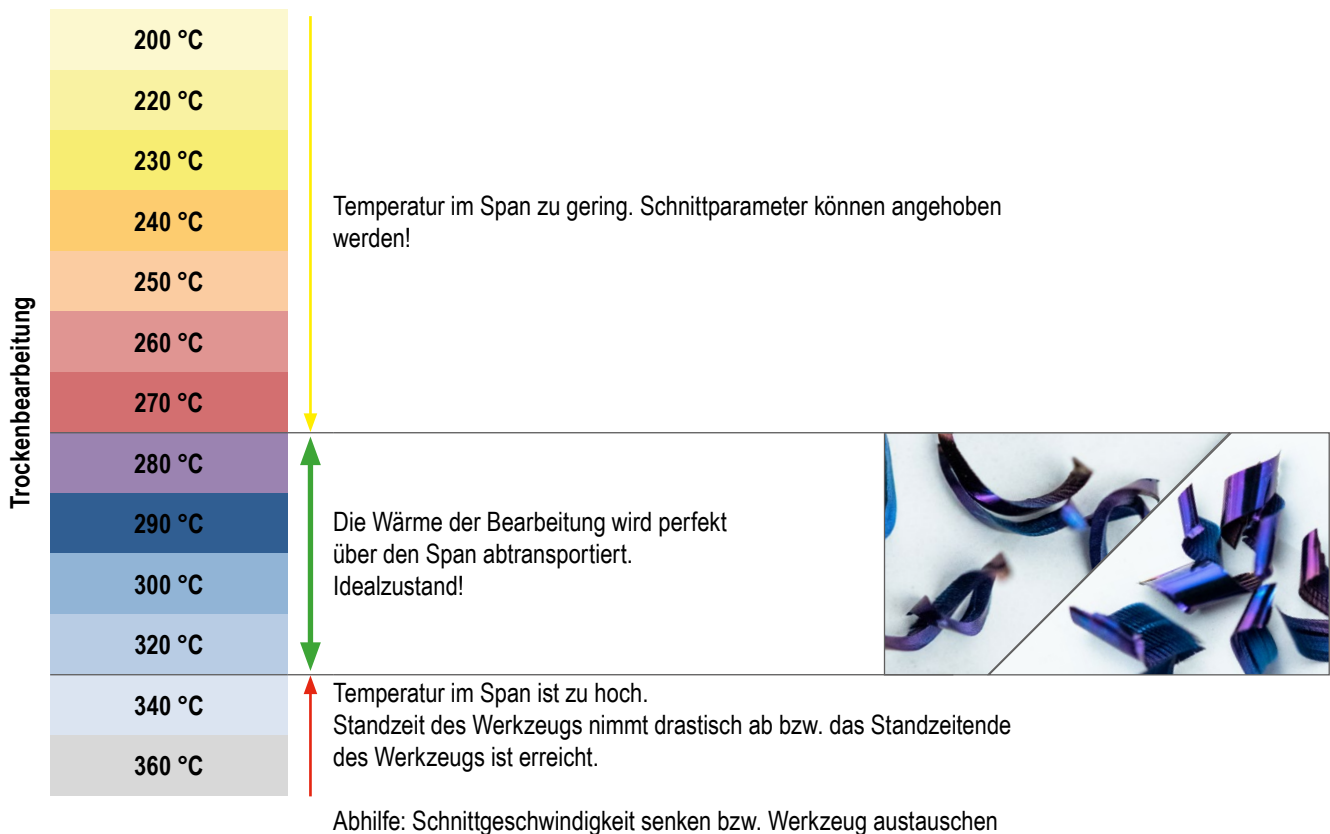 Trockenbearbeitung
200 °C
220 °C
230 °C
240 °C
250 °C
260 °C
270 °C
Temperatur im Span zu gering. Schnittparameter können angehoben
werden!
280 °C
290 °C
300 °C
320 °C
Die Wärme der Bearbeitung wird perfekt
über den Span abtransportiert.
Idealzustand!
340 °C
360 °C
Temperatur im Span ist zu hoch.
Standzeit des Werkzeugs nimmt drastisch ab bzw. das Standzeitende
des Werkzeugs ist erreicht.
Abhilfe: Schnittgeschwindigkeit senken bzw. Werkzeug austauschen